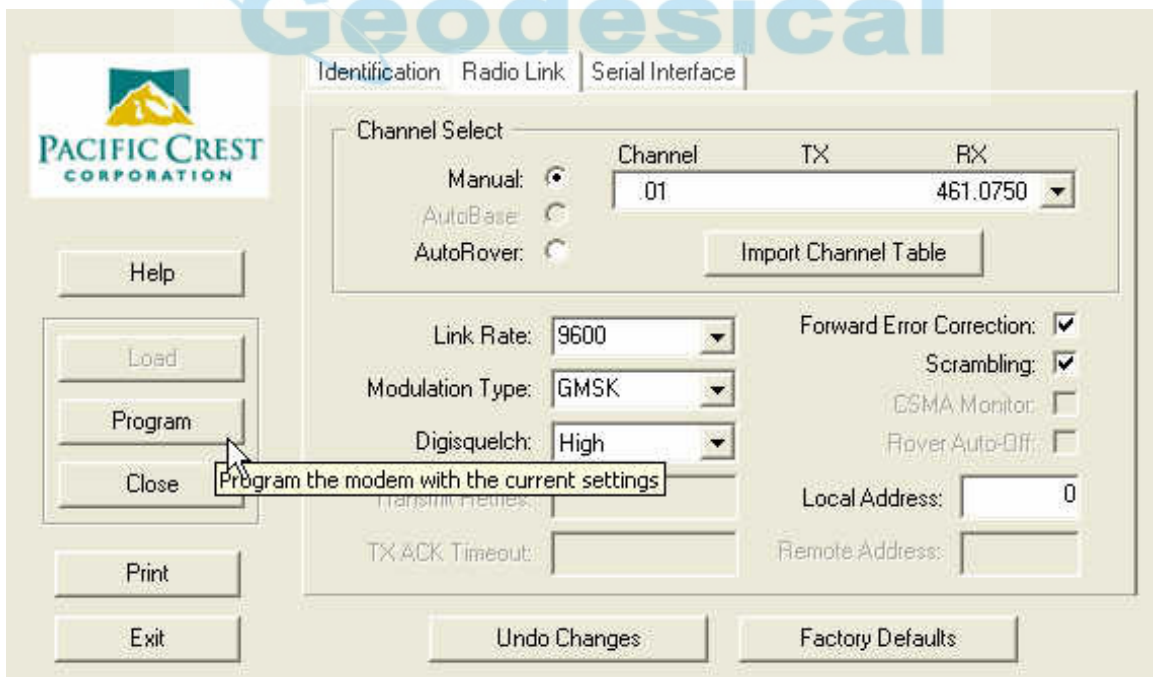 Geodesical
PACIFIC CREST
CORPORATION
Identification Radio Link Serial Interface
Channel Select
Channel TX RX
Manual: 01 461.0750
AutoBase:
AutoRover: Import Channel Table
Help
Load
Program
Close
Print
Exit
Link Rate: 9600
Modulation Type: GMSK
Digisquelch: High
Program the modem with the current settings
Transmit Retries:
TX ACK Timeout:
Forward Error Correction:
Scrambling:
CSMA Monitor:
Rover Auto-Off:
Local Address: 0
Remote Address:
Undo Changes Factory Defaults